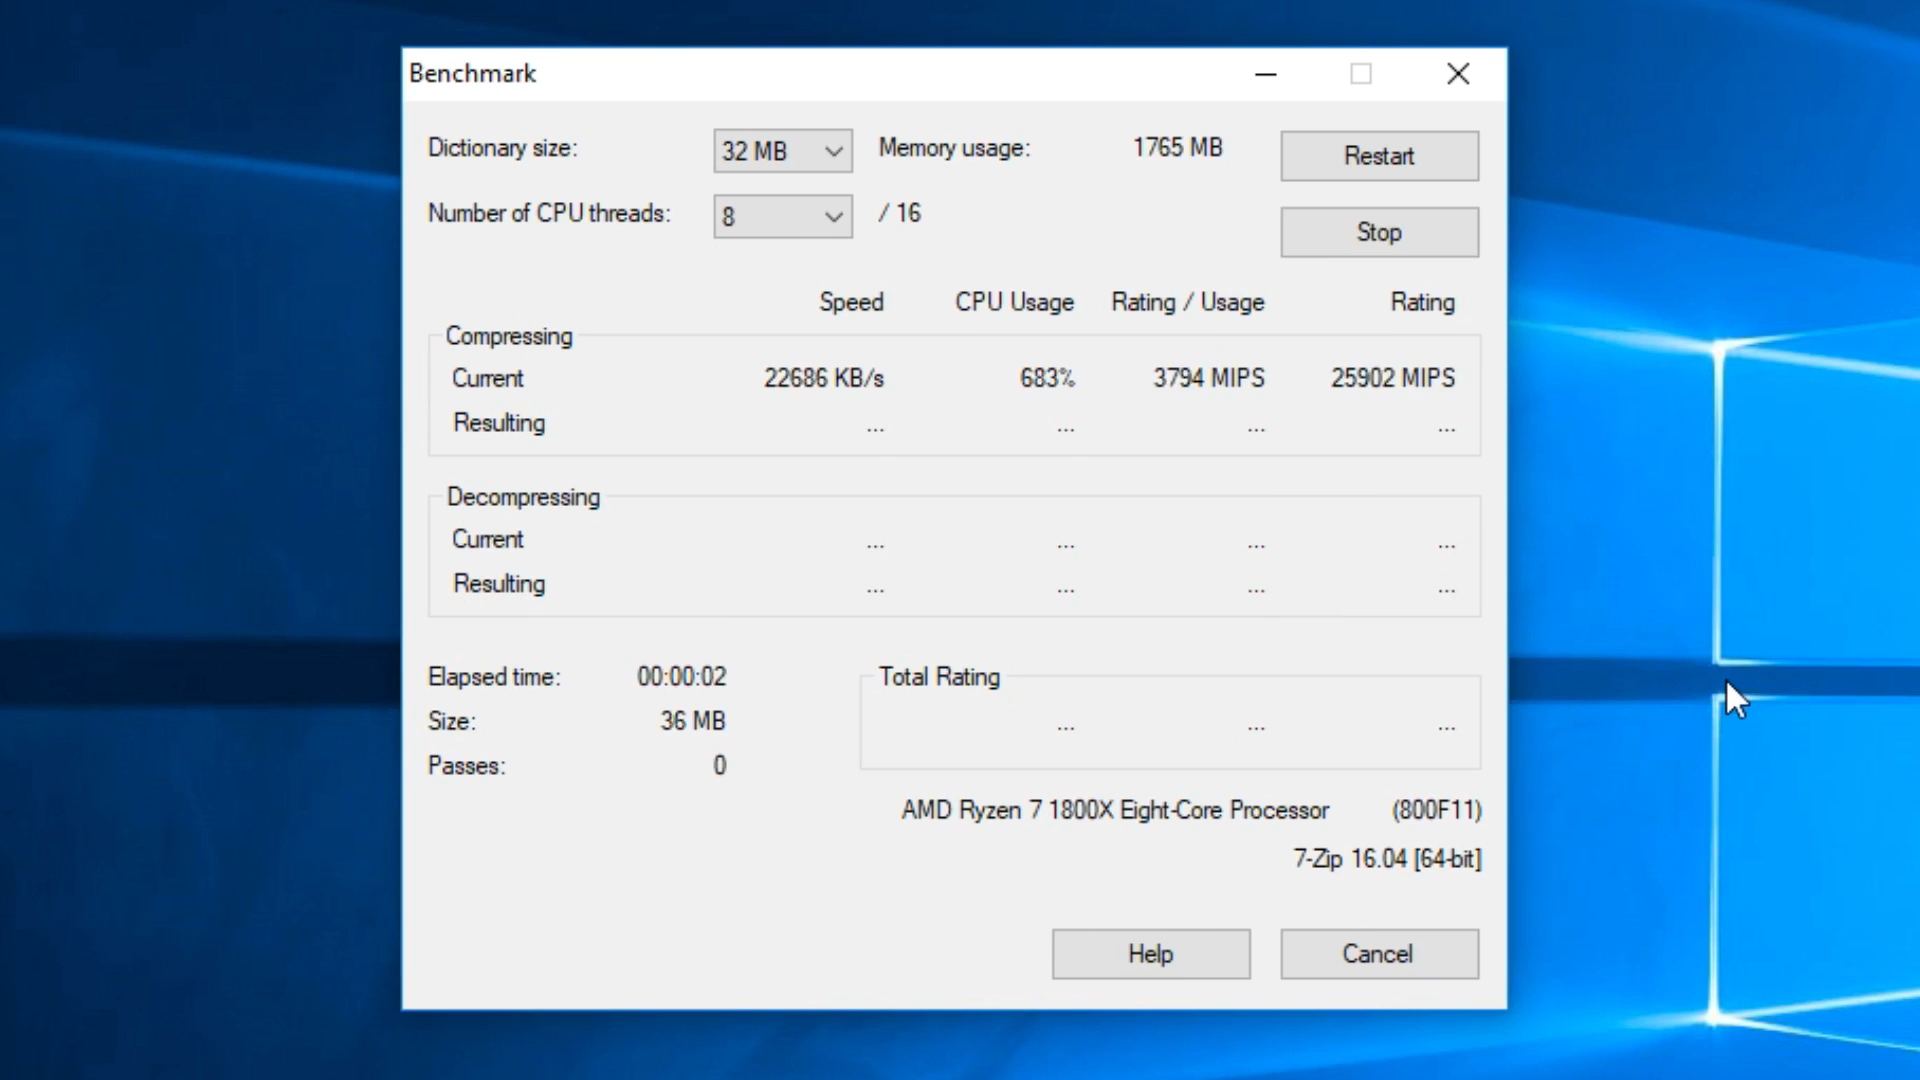 Benchmark
Dictionary size: 32 MB Memory usage: 1765 MB Restart
Number of CPU threads: 8 / 16
Stop
Speed CPU Usage Rating / Usage Rating
Compressing
Current 22686 KB/s 683% 3794 MIPS 25902 MIPS
Resulting ... ... ... ...
Decompressing
Current ... ... ... ...
Resulting ... ... ... ...
Elapsed time: 00:00:02 Total Rating
Size: 36 MB ... ... ...
Passes: 0
AMD Ryzen 7 1800X Eight-Core Processor (800F11)
7-Zip 16.04 [64-bit]
Help Cancel